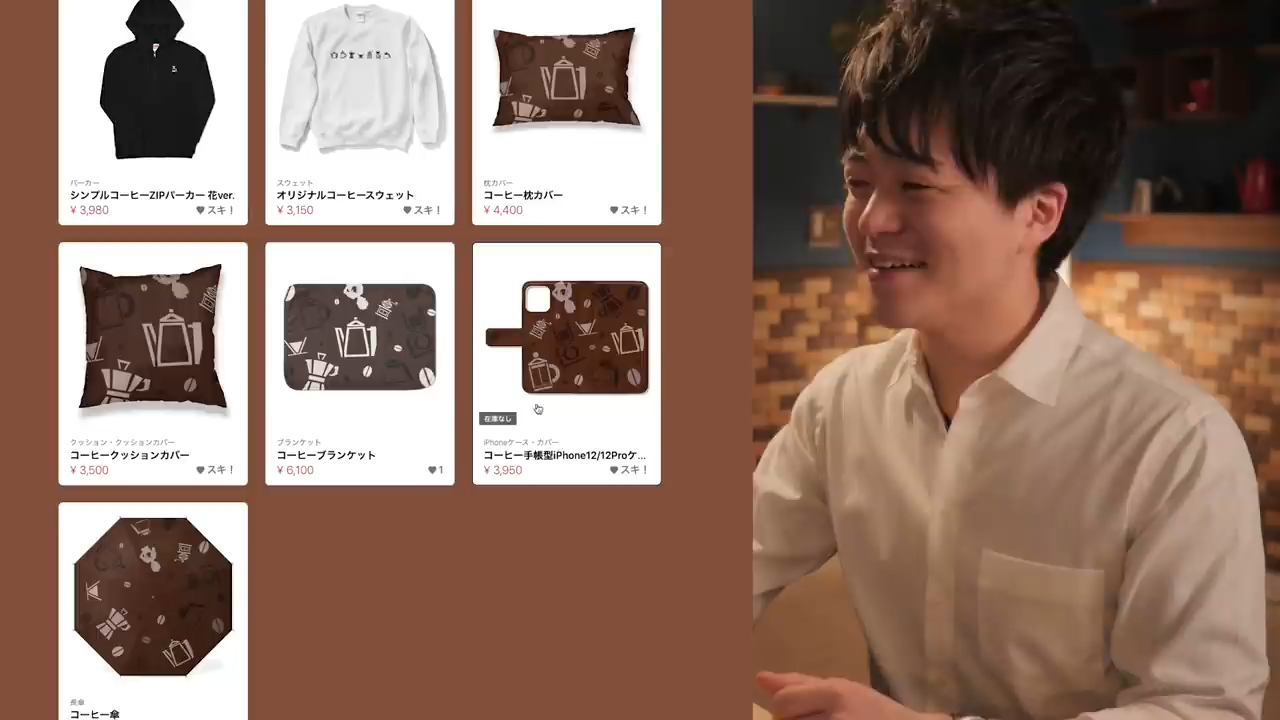 パーカー
シンプルコーヒーZIPパーカー 花ver.
¥ 3,980
スキ！
スウェット
オリジナルコーヒースウェット
¥ 3,150
スキ！
枕カバー
コーヒー枕カバー
¥ 4,400
スキ！
クッション・クッションカバー
コーヒークッションカバー
¥ 3,500
スキ！
ブランケット
コーヒーブランケット
¥ 6,100
1
在庫なし
iPhoneケース・カバー
コーヒー手帳型iPhone12/12Proケ...
¥ 3,950
スキ！
長傘
コーヒー傘